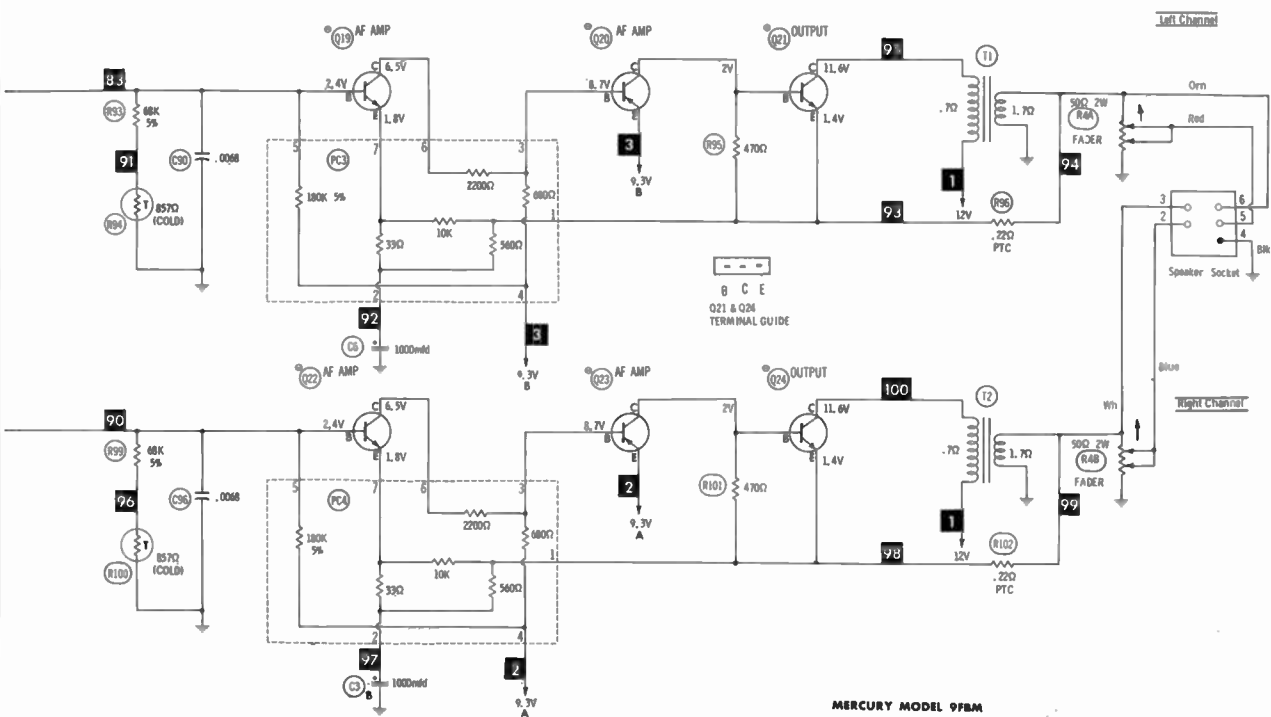 Left Channel
Q19 AF AMP
Q20 AF AMP
Q21 OUTPUT
83
C 6.5V
2.4V
B
E
1.8V
R93
68K
5%
91
T
857Ω
(COLD)
R94
C90
.0068
5
7
6
3
PC3
180K 5%
2200Ω
680Ω
10K
33Ω
560Ω
1
2
4
92
C6
1000mfd
3
9.3V
B
8.7V
C
B
E
3
9.3V
B
2V
R95
470Ω
C 11.6V
B
E
1.4V
T1
.7Ω
1.7Ω
1
12V
93
R96
.22Ω
PTC
94
50Ω 2W
R4A
FADER
Orn
Red
3
2
6
5
4
Speaker Socket
B C E
Q21 & Q24
TERMINAL GUIDE
Blue
Wh
Right Channel
Q22 AF AMP
Q23 AF AMP
Q24 OUTPUT
90
C 6.5V
2.4V
B
E
1.8V
R99
68K
5%
96
T
857Ω
(COLD)
R100
C96
.0068
5
7
6
3
PC4
180K
5%
2200Ω
680Ω
10K
33Ω
560Ω
1
2
4
97
C3
B
1000mfd
2
9.3V
A
8.7V
C
B
E
2
9.3V
A
2V
R101
470Ω
C 11.6V
B
E
1.4V
100
T2
.7Ω
1.7Ω
1
12V
98
R102
.22Ω
PTC
99
50Ω 2W
R4B
FADER
MERCURY MODEL 9FBM